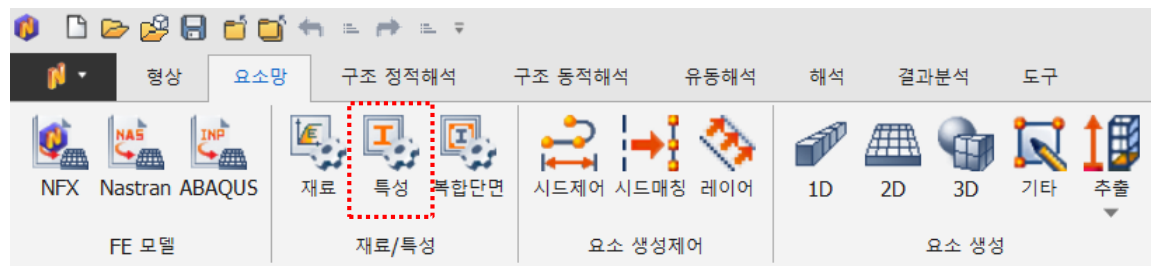 형상 요소망 구조 정적해석 구조 동적해석 유동해석 해석 결과분석 도구
NAS INP
NFX Nastran ABAQUS 재료 특성 복합단면 시드제어 시드매칭 레이어 1D 2D 3D 기타 추출
FE 모델 재료/특성 요소 생성제어 요소 생성